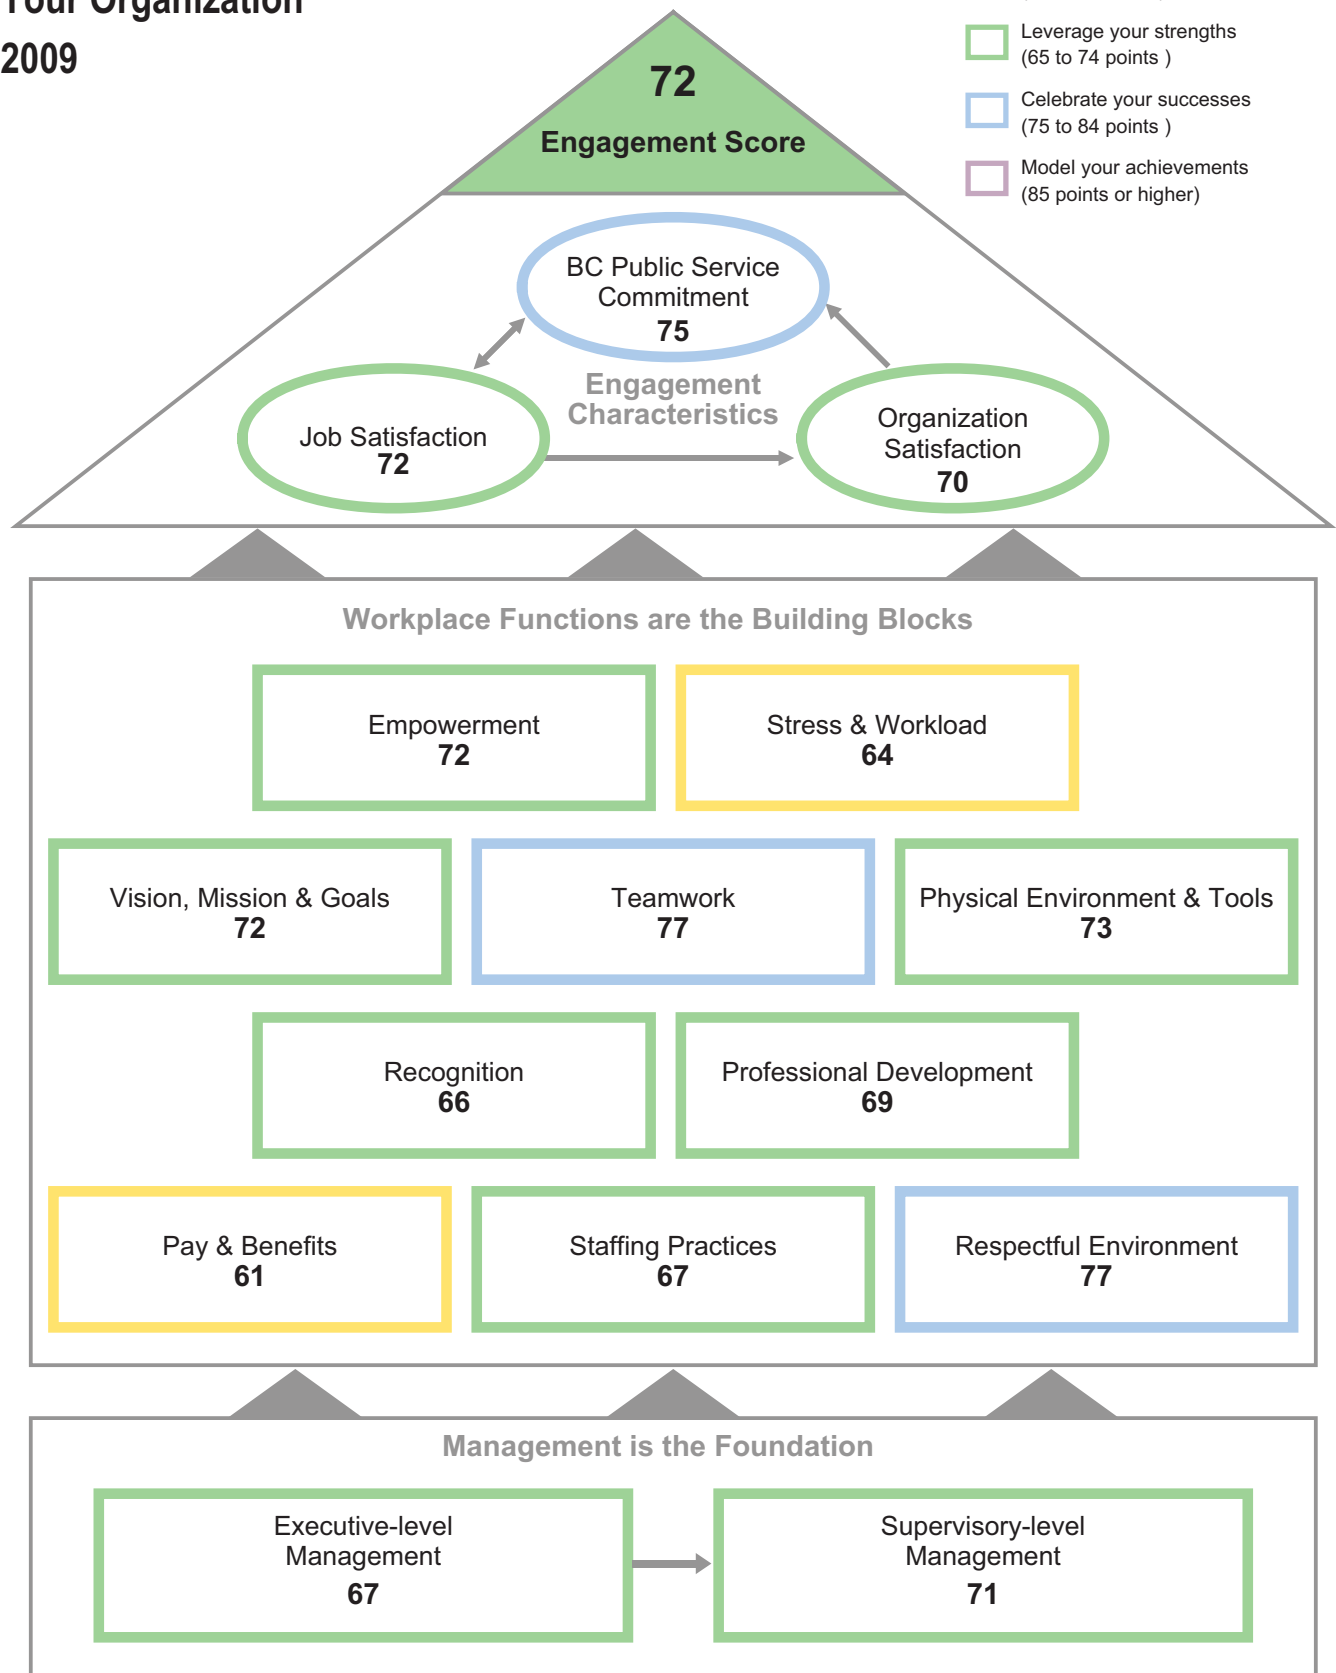 Your Organization
2009
Leverage your strengths
(65 to 74 points )
Celebrate your successes
(75 to 84 points )
Model your achievements
(85 points or higher)
72
Engagement Score
BC Public Service
Commitment
75
Engagement
Characteristics
Job Satisfaction
72
Organization
Satisfaction
70
Workplace Functions are the Building Blocks
Empowerment
72
Stress & Workload
64
Vision, Mission & Goals
72
Teamwork
77
Physical Environment & Tools
73
Recognition
66
Professional Development
69
Pay & Benefits
61
Staffing Practices
67
Respectful Environment
77
Management is the Foundation
Executive-level
Management
67
Supervisory-level
Management
71